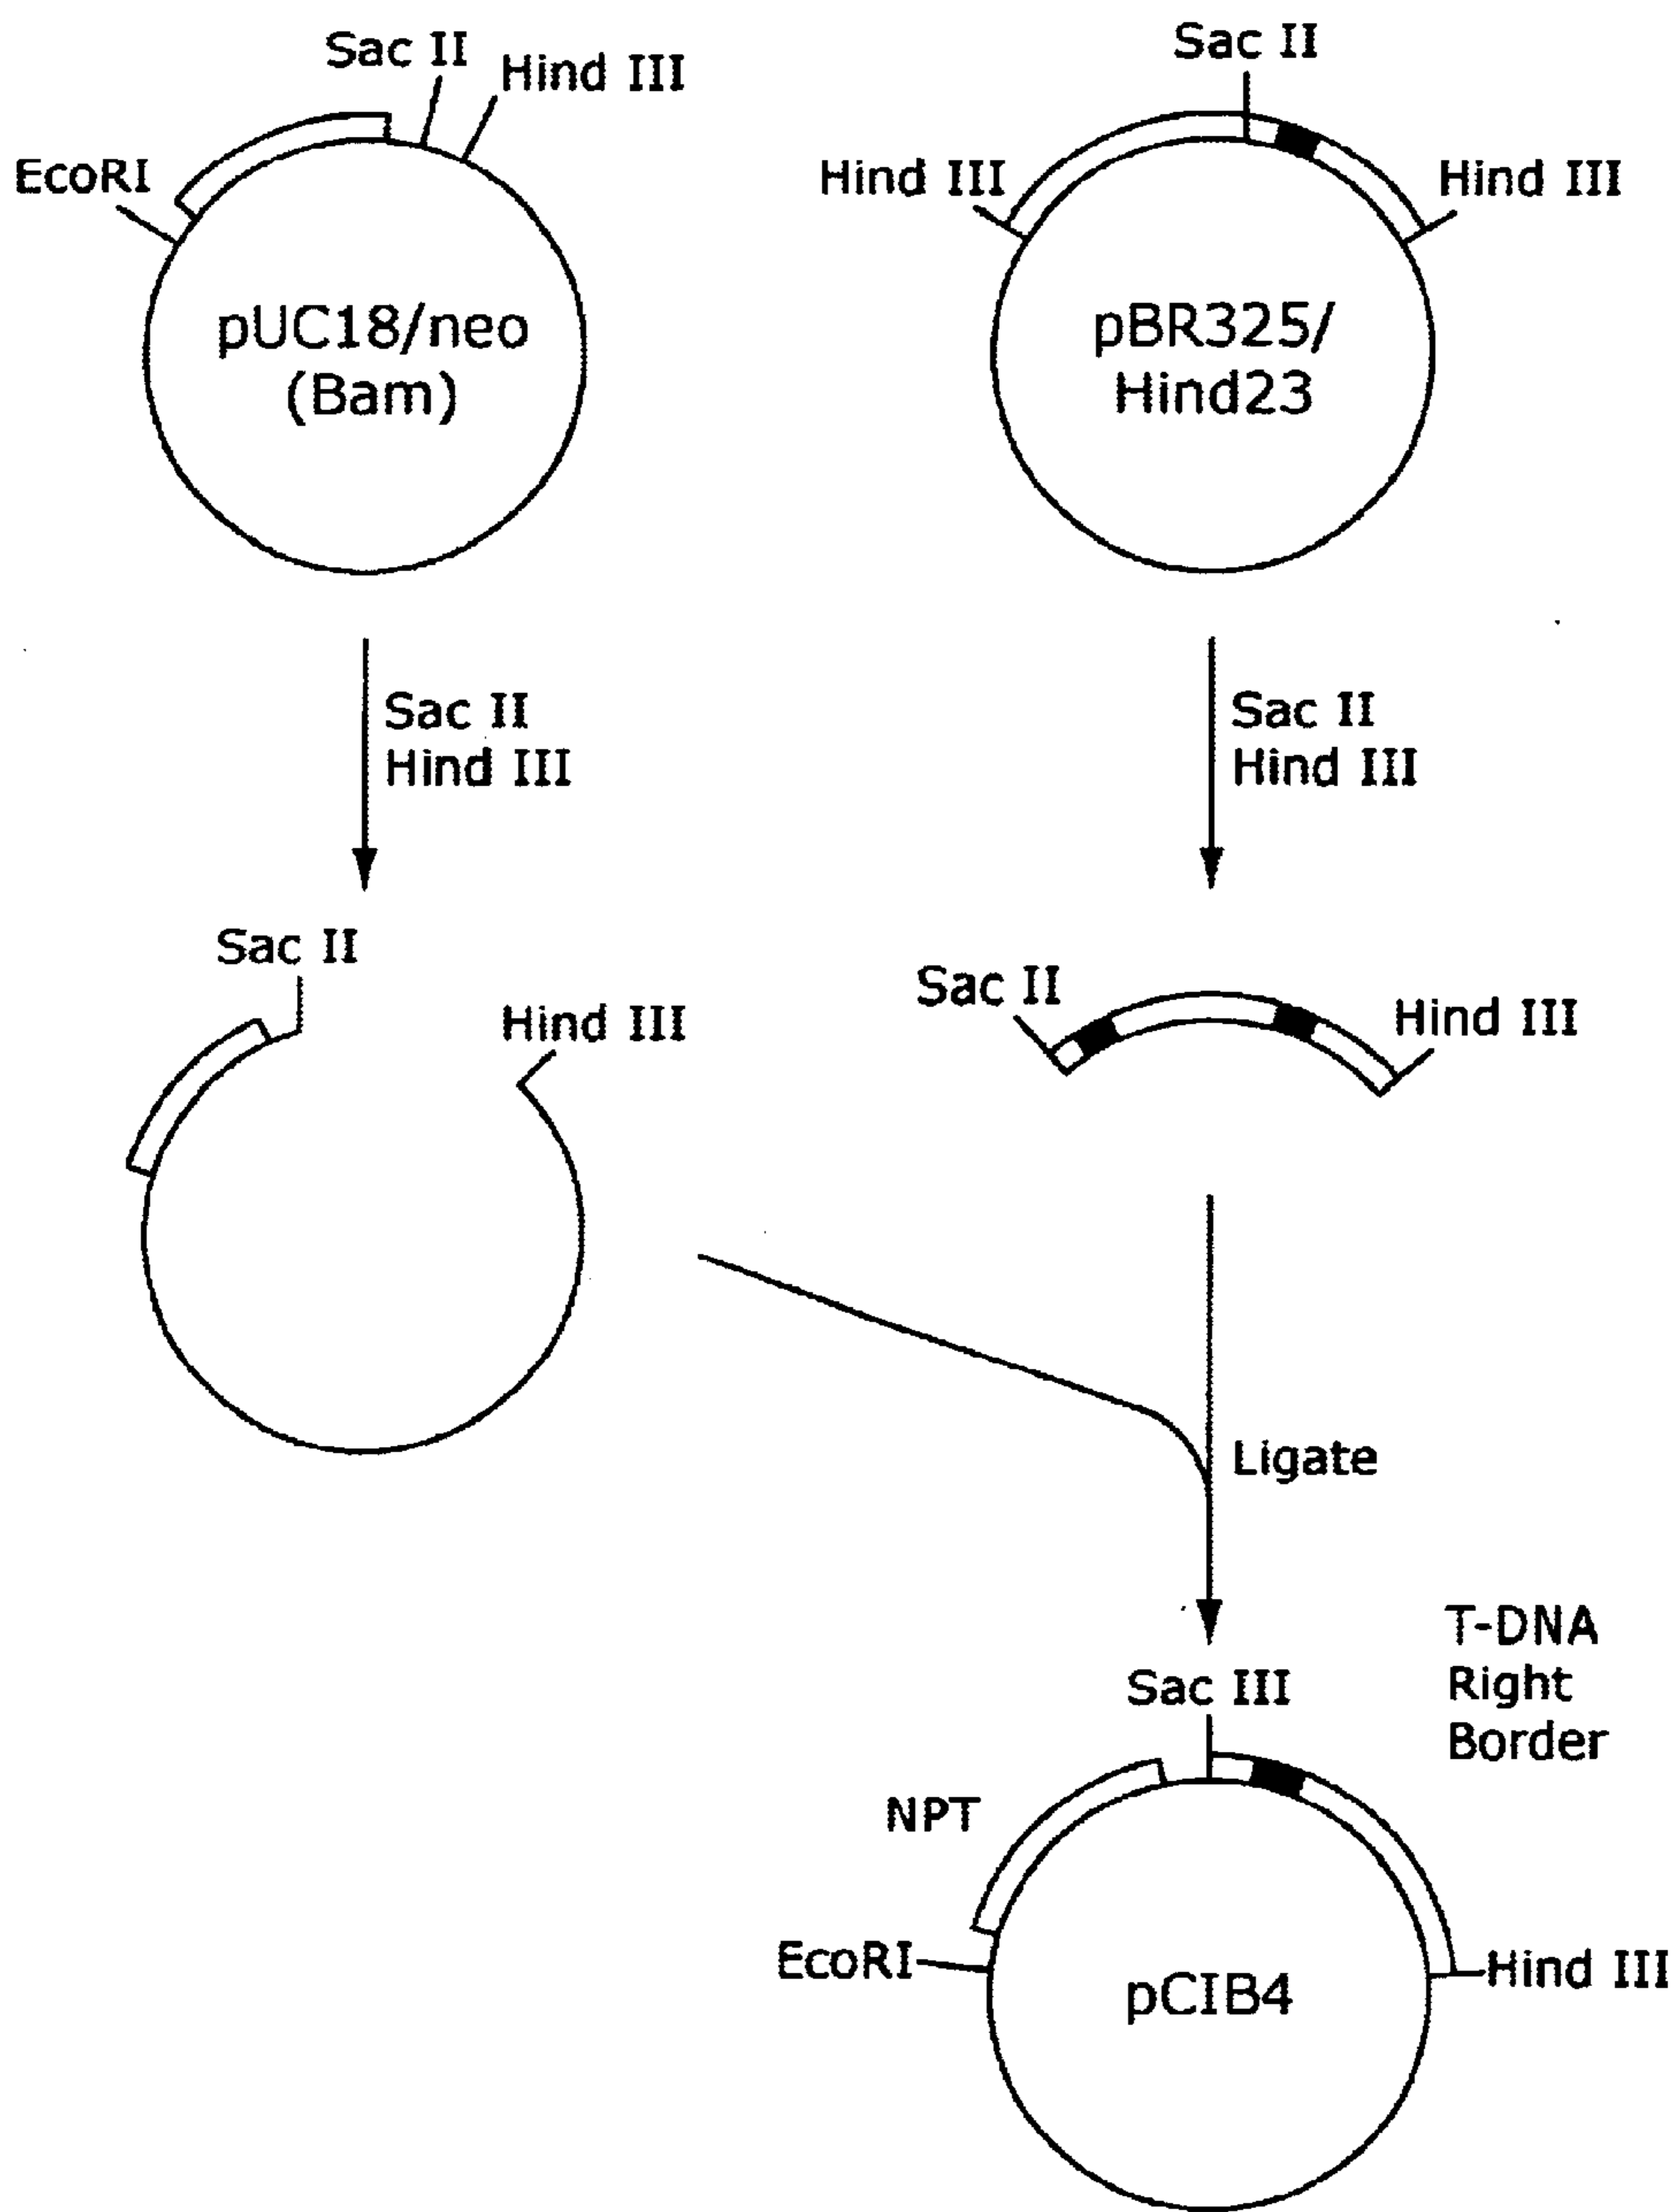 Sac II
Hind III
EcoRI
pUC18/neo
(Bam)
Sac II
Hind III
Hind III
pBR325/
Hind23
Sac II
Hind III
Sac II
Hind III
Sac II
Hind III
Sac II
Hind III
Ligate
T-DNA
Right
Border
Sac III
NPT
EcoRI
Hind III
pCIB4